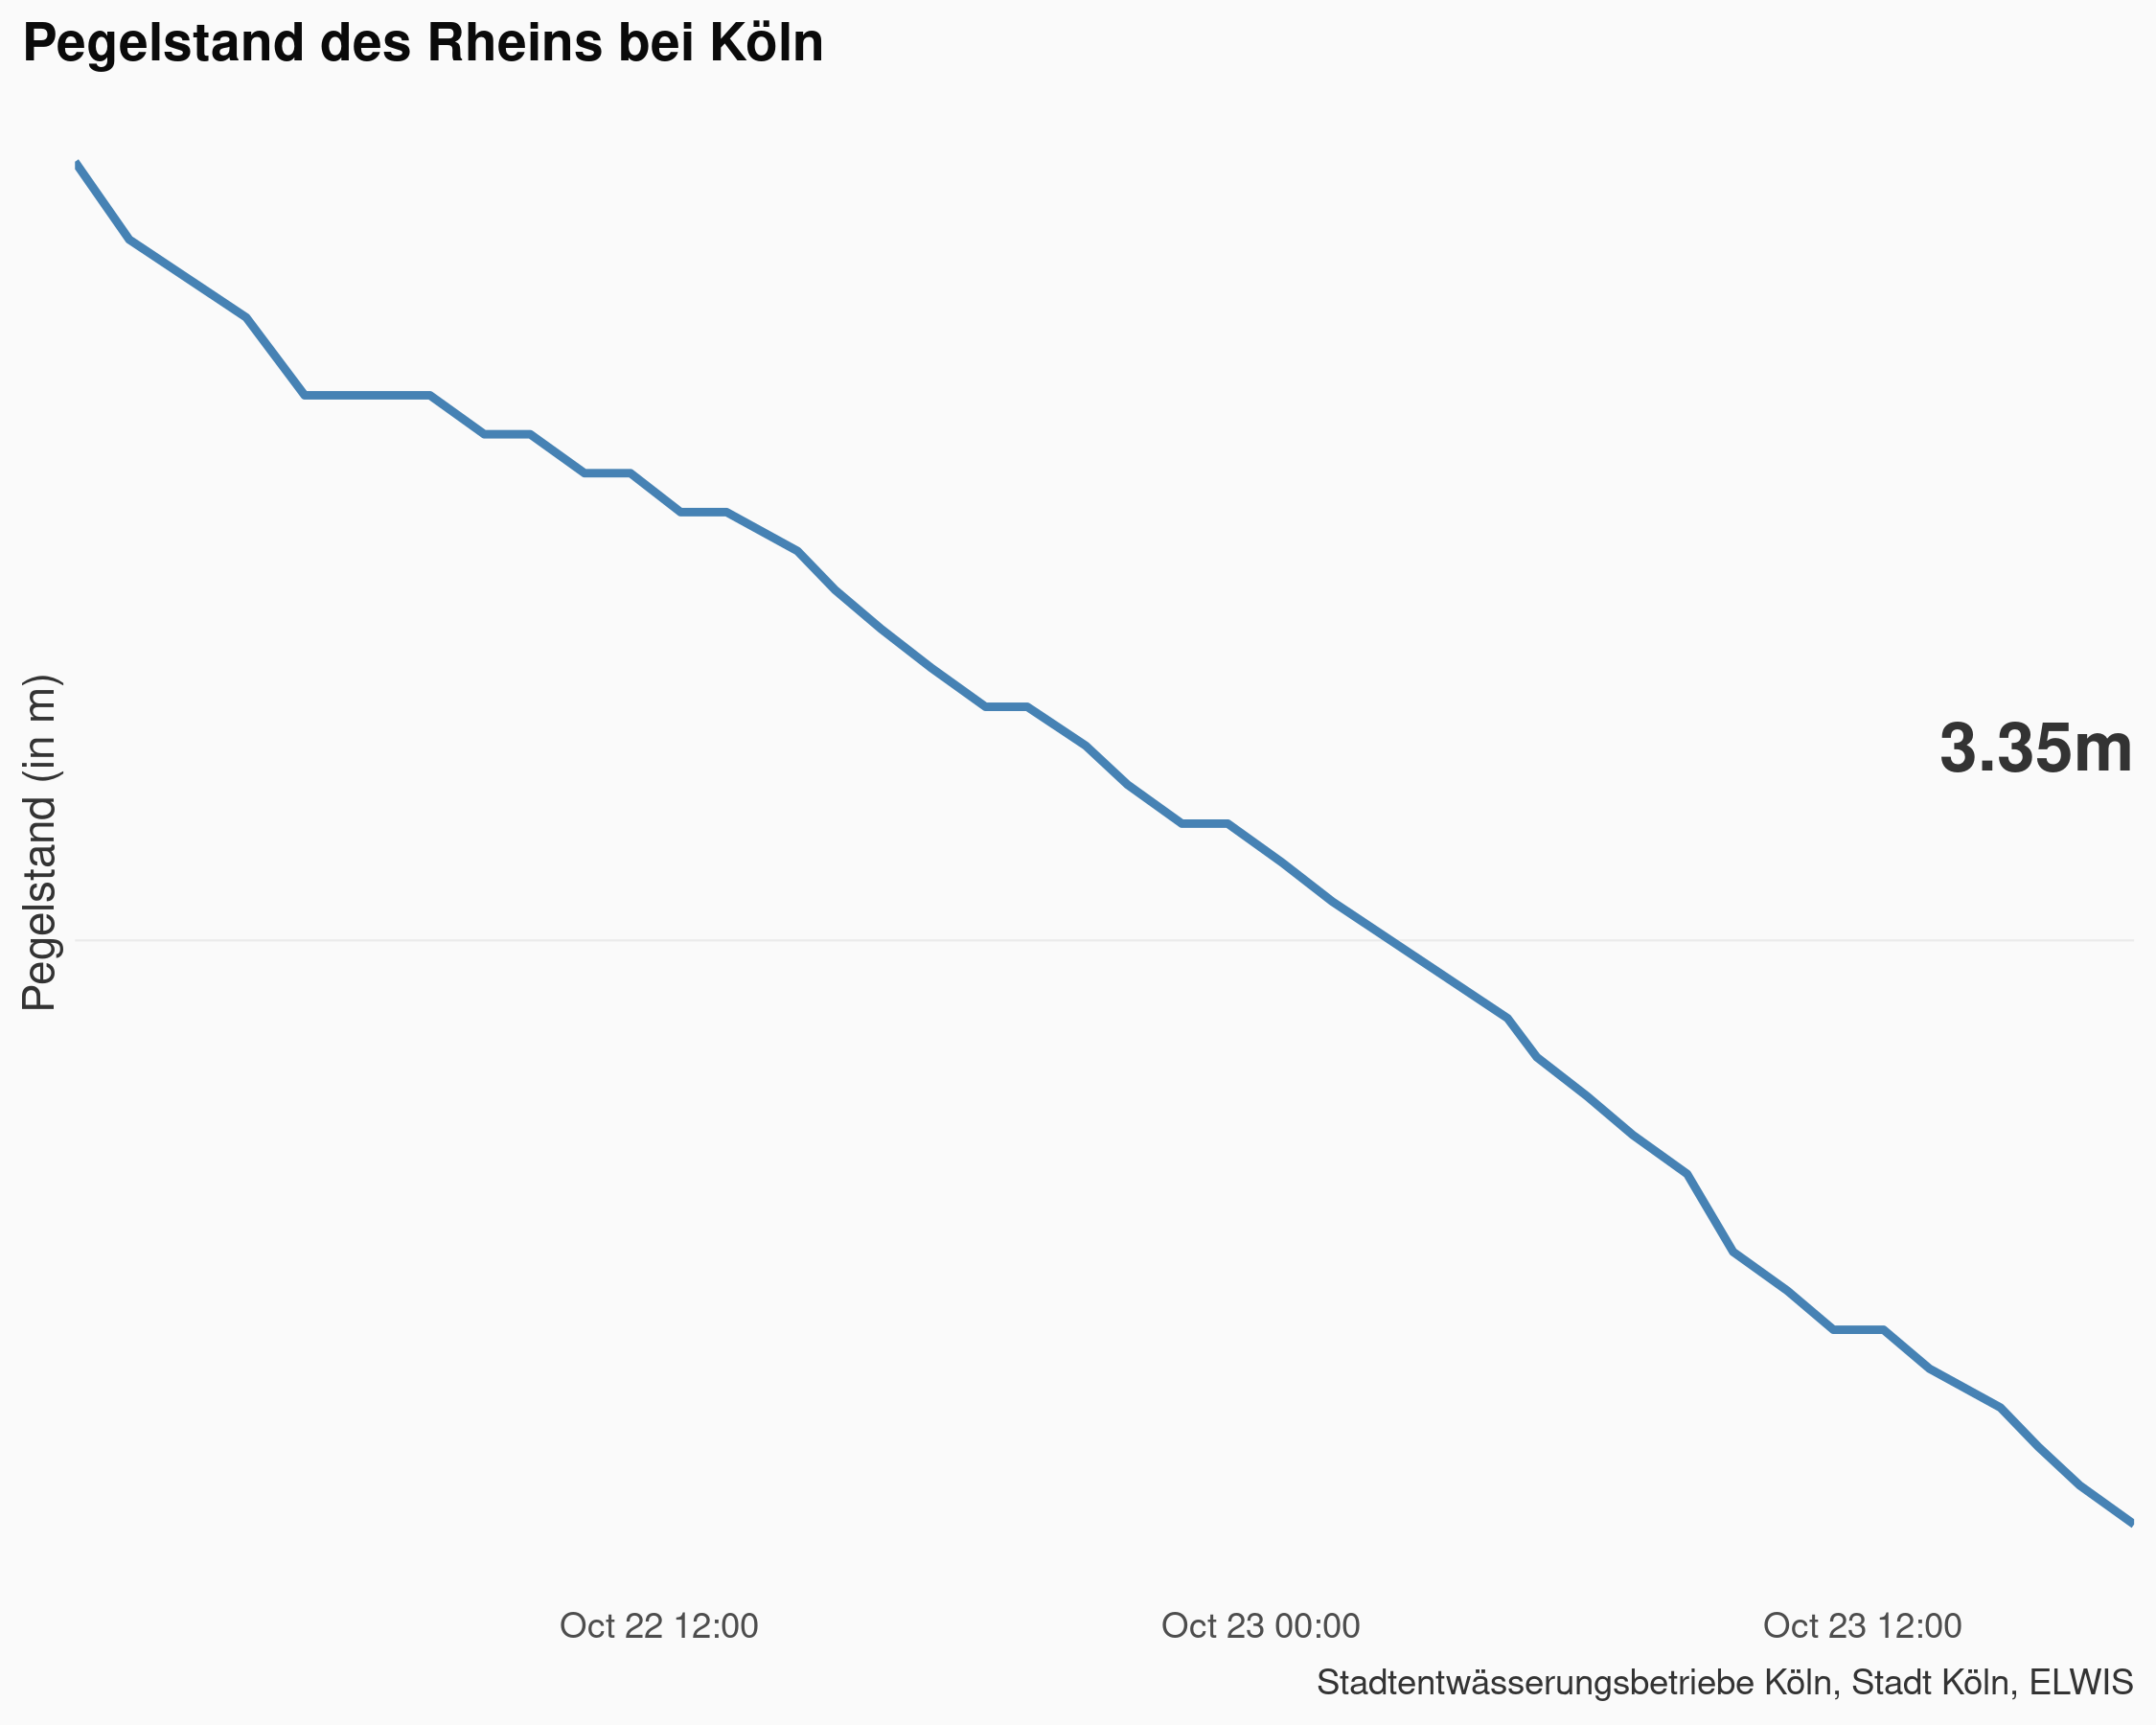 Pegelstand des Rheins bei Köln
Pegelstand (in m)
3.35m
Oct 22 12:00
Oct 23 00:00
Oct 23 12:00
Stadtentwässerungsbetriebe Köln, Stadt Köln, ELWIS